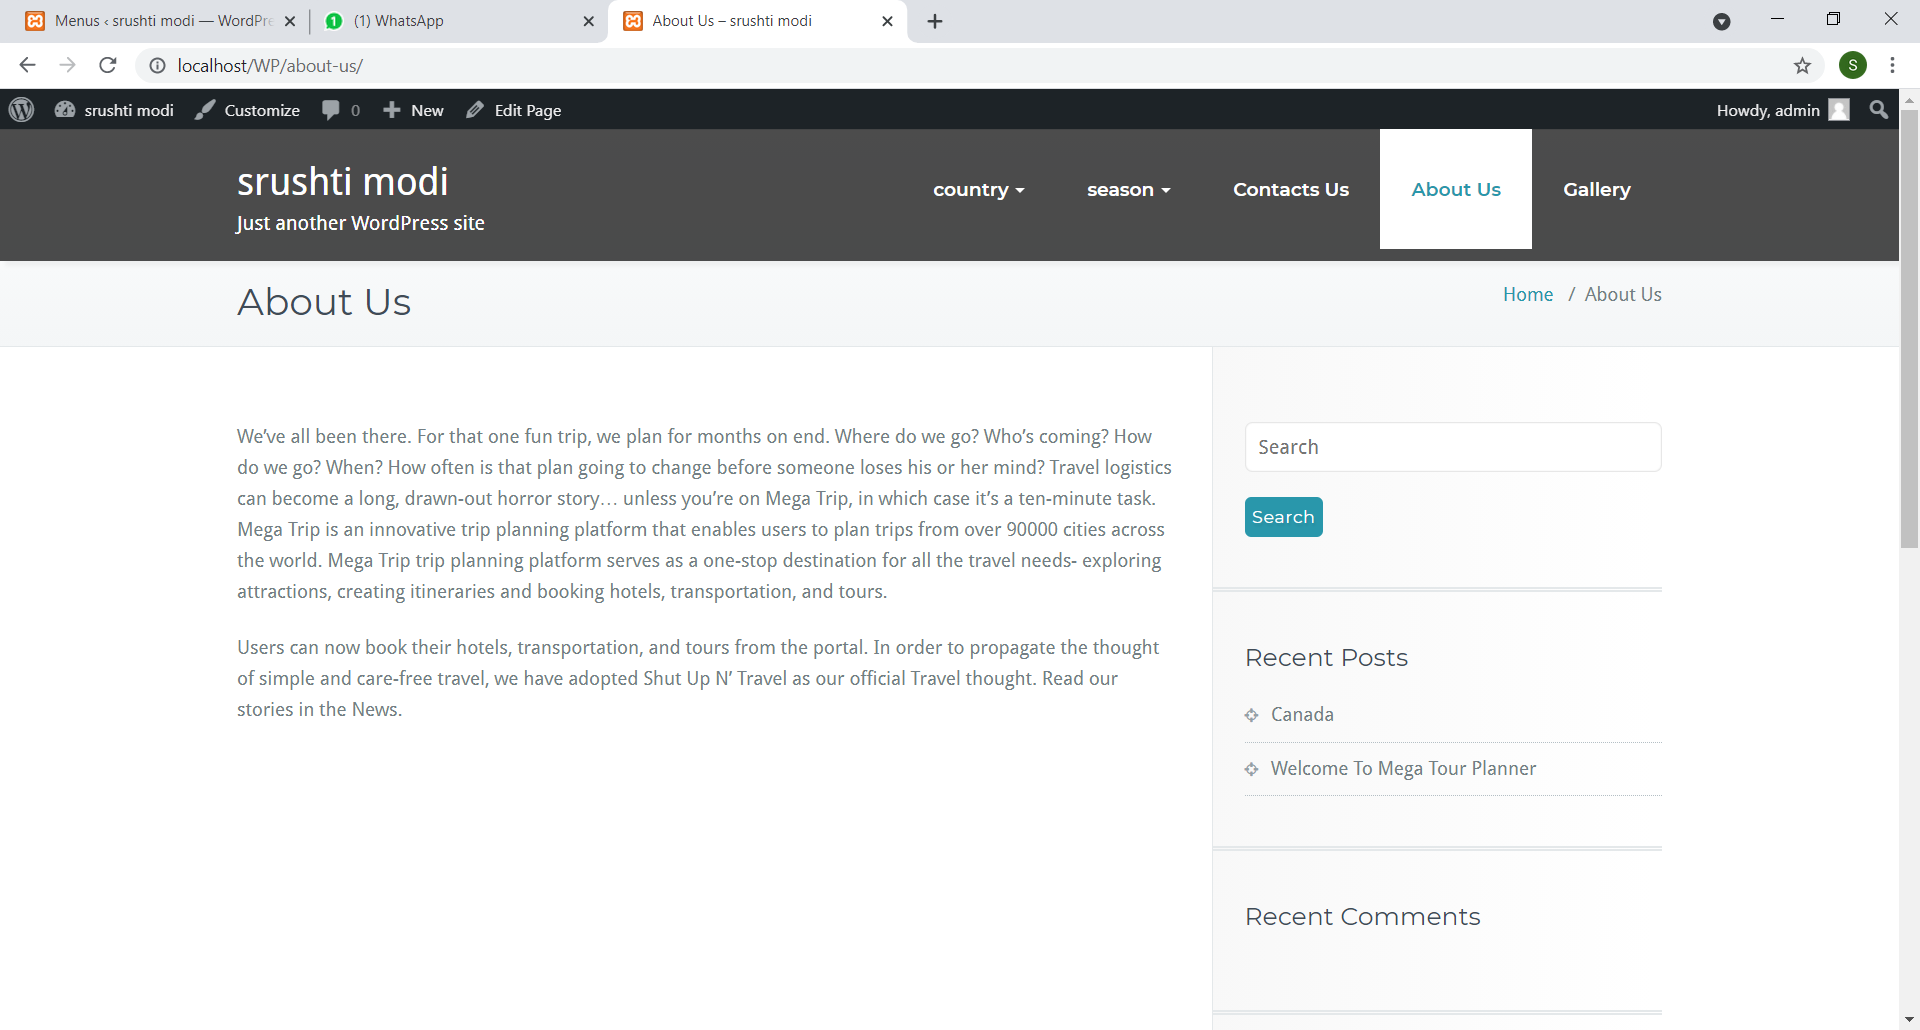 Menus ‹ srushti modi — WordPre
(1) WhatsApp
About Us – srushti modi
localhost/WP/about-us/
S
srushti modi
Customize
0
New
Edit Page
Howdy, admin
srushti modi
Just another WordPress site
country
season
Contacts Us
About Us
Gallery
About Us
Home / About Us
We’ve all been there. For that one fun trip, we plan for months on end. Where do we go? Who’s coming? How
do we go? When? How often is that plan going to change before someone loses his or her mind? Travel logistics
can become a long, drawn-out horror story… unless you’re on Mega Trip, in which case it’s a ten-minute task.
Mega Trip is an innovative trip planning platform that enables users to plan trips from over 90000 cities across
the world. Mega Trip trip planning platform serves as a one-stop destination for all the travel needs- exploring
attractions, creating itineraries and booking hotels, transportation, and tours.
Users can now book their hotels, transportation, and tours from the portal. In order to propagate the thought
of simple and care-free travel, we have adopted Shut Up N’ Travel as our official Travel thought. Read our
stories in the News.
Search
Search
Recent Posts
Canada
Welcome To Mega Tour Planner
Recent Comments